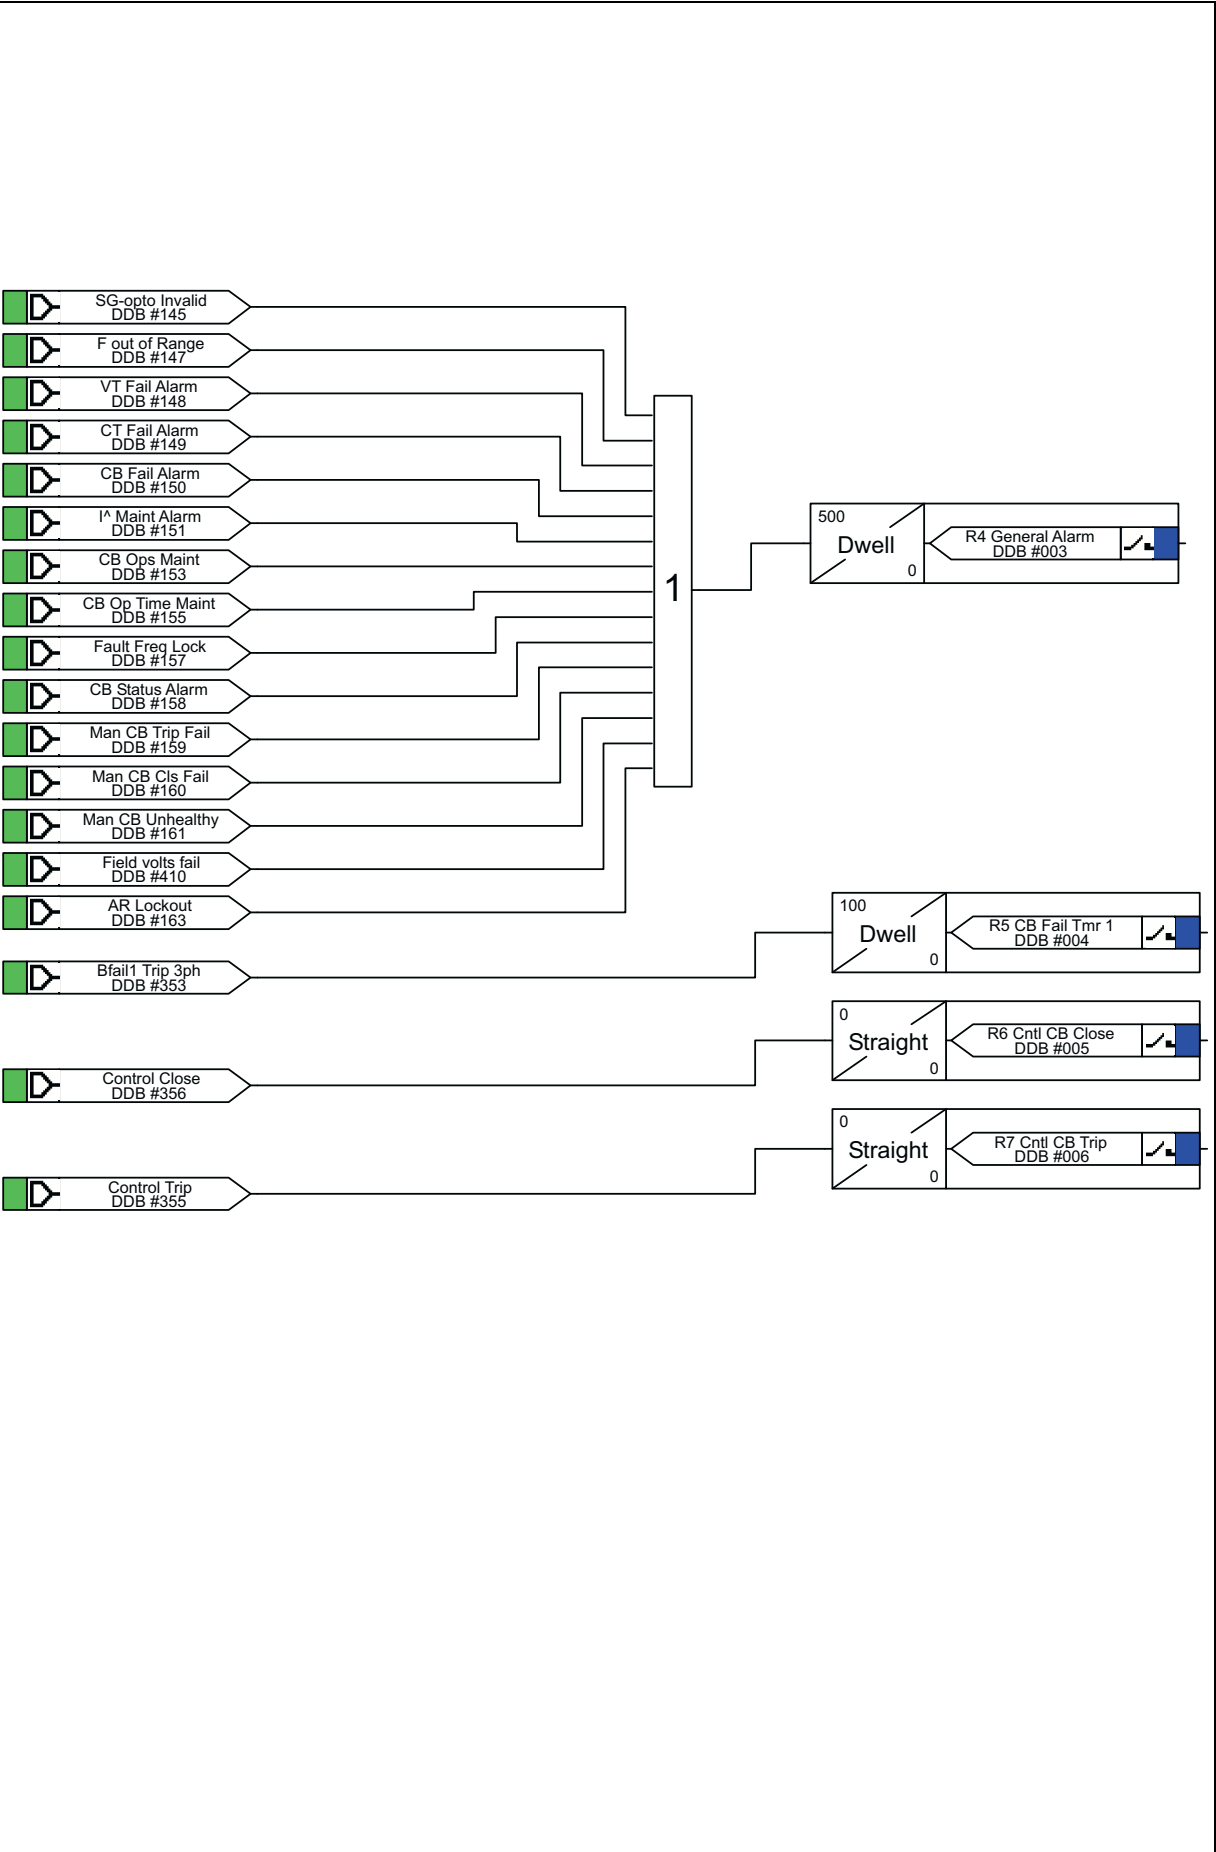 SG-opto Invalid
DDB #145
F out of Range
DDB #147
VT Fail Alarm
DDB #148
CT Fail Alarm
DDB #149
CB Fail Alarm
DDB #150
I^ Maint Alarm
DDB #151
CB Ops Maint
DDB #153
CB Op Time Maint
DDB #155
Fault Freq Lock
DDB #157
CB Status Alarm
DDB #158
Man CB Trip Fail
DDB #159
Man CB Cls Fail
DDB #160
Man CB Unhealthy
DDB #161
Field volts fail
DDB #410
AR Lockout
DDB #163
1
500
Dwell
0
R4 General Alarm
DDB #003
Bfail1 Trip 3ph
DDB #353
100
Dwell
0
R5 CB Fail Tmr 1
DDB #004
Control Close
DDB #356
0
Straight
0
R6 Cntl CB Close
DDB #005
Control Trip
DDB #355
0
Straight
0
R7 Cntl CB Trip
DDB #006